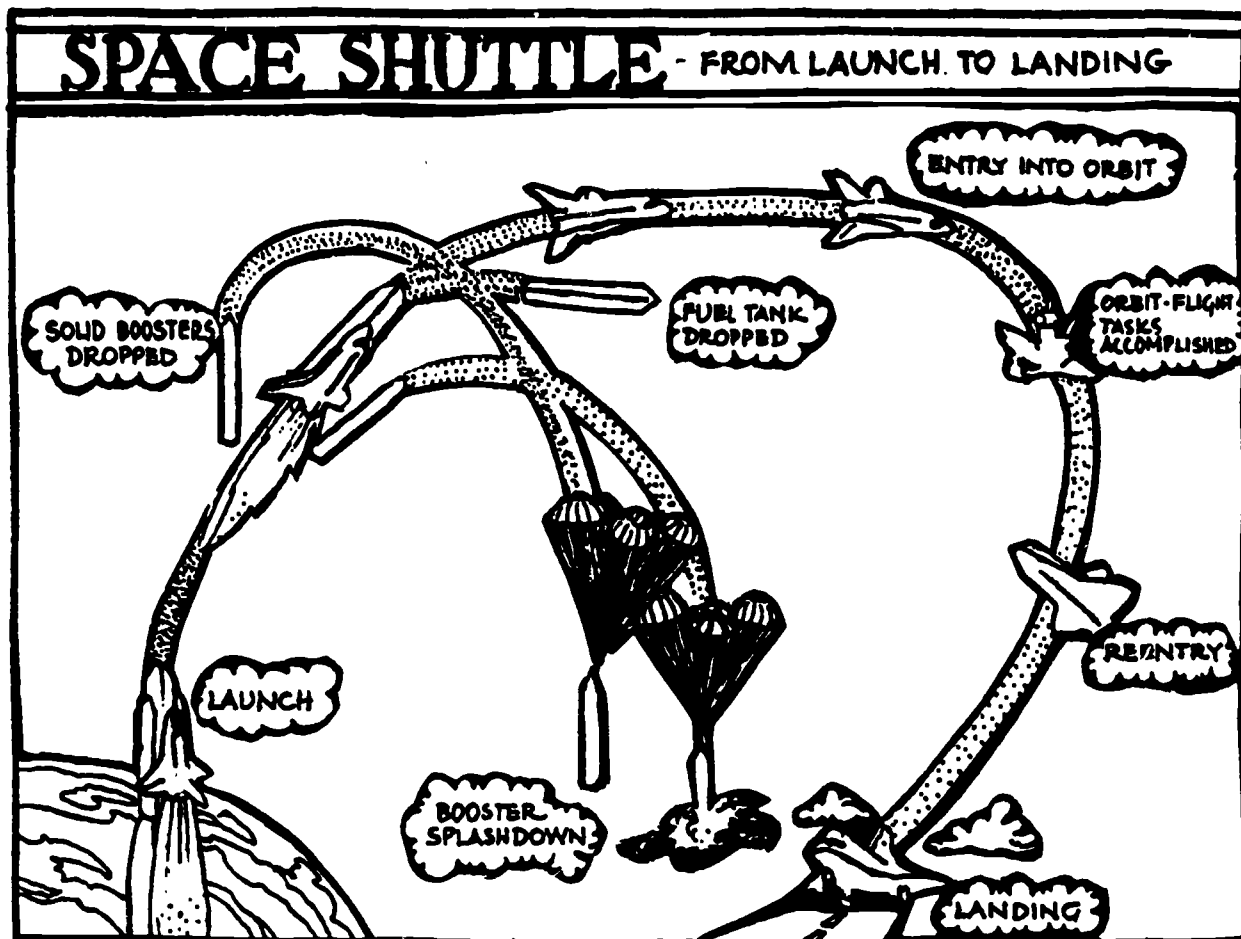 SPACE SHUTTLE - FROM LAUNCH TO LANDING
ENTRY INTO ORBIT
SOLID BOOSTERS
DROPPED
FUEL TANK
DROPPED
ORBIT-FLIGHT
TASKS
ACCOMPLISHED
REENTRY
LAUNCH
BOOSTER
SPLASHDOWN
LANDING